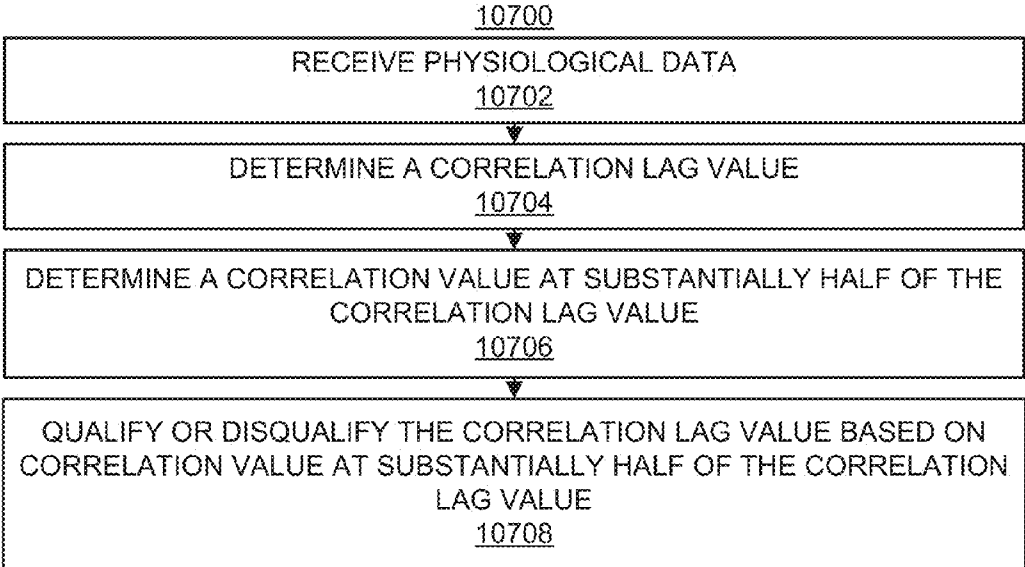 10700
RECEIVE PHYSIOLOGICAL DATA
10702
DETERMINE A CORRELATION LAG VALUE
10704
DETERMINE A CORRELATION VALUE AT SUBSTANTIALLY HALF OF THE
CORRELATION LAG VALUE
10706
QUALIFY OR DISQUALIFY THE CORRELATION LAG VALUE BASED ON
CORRELATION VALUE AT SUBSTANTIALLY HALF OF THE CORRELATION
LAG VALUE
10708